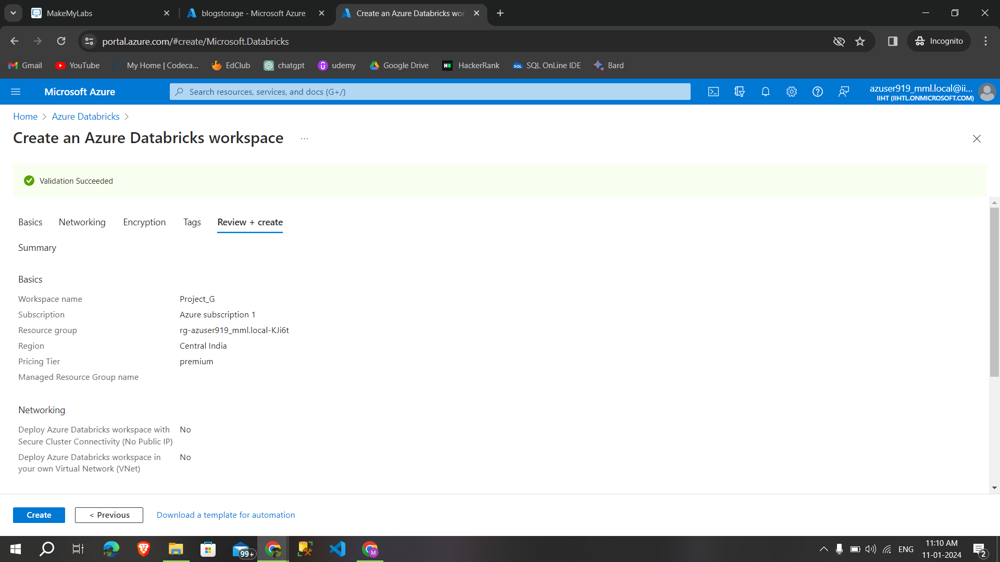 MakeMyLabs
blogstorage - Microsoft Azure
Create an Azure Databricks wor
portal.azure.com/#create/Microsoft.Databricks
Incognito
Gmail
YouTube
My Home | Codeca...
EdClub
chatgpt
udemy
Google Drive
HackerRank
SQL OnLine IDE
Bard
Microsoft Azure
Search resources, services, and docs (G+/)
azuser919_mml.local@ii...
IIHT (IIHTL.ONMICROSOFT.COM)
Home
Azure Databricks
Create an Azure Databricks workspace
Validation Succeeded
Basics
Networking
Encryption
Tags
Review + create
Summary
Basics
Workspace name Project_G
Subscription Azure subscription 1
Resource group rg-azuser919_mml.local-KJi6t
Region Central India
Pricing Tier premium
Managed Resource Group name
Networking
Deploy Azure Databricks workspace with No
Secure Cluster Connectivity (No Public IP)
Deploy Azure Databricks workspace in No
your own Virtual Network (VNet)
Create
< Previous
Download a template for automation
99+
M
ENG
11:10 AM
11-01-2024
2